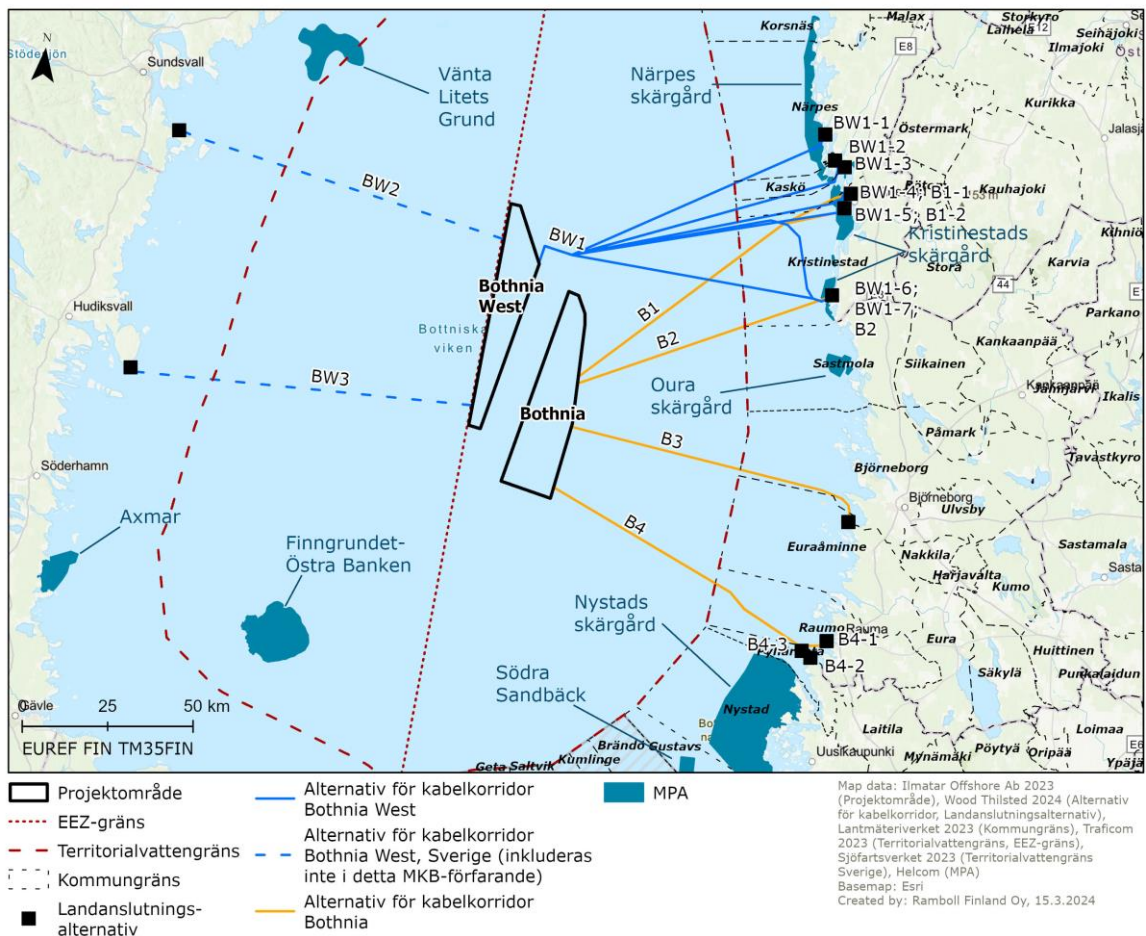 Korsnäs
Malax
Storkyro
Laihela
E12
Seinäjoki
Ilmajoki
E8
N
Stödesjön
Sundsvall
Vänta
Litets
Grund
Närpes
skärgård
Närpes
Kurikka
Jalasjä
BW1-1
Östermark
BW1-2
BW1-3
BW2
Kaskö
Kauhajoki
BW1-4; B1-1
53 m
BW1
BW1-5; B1-2
Kristinestads
skärgård
Kihniö
Kristinestad
Storå
Karvia
Bothnia
West
44
Hudiksvall
Bottniska
viken
B1
BW1-6;
BW1-7,
B2
Parkano
B2
Kankaanpää
Sastmola
Siikainen
Kankaanpää
Jämijärvi
Ikalis
BW3
Oura
skärgård
Bothnia
Påmark
B3
Tavastkyro
Söderhamn
Björneborg
Björneborg
Ulvsby
B4
Axmar
Finngrundet-
Östra Banken
Euraåminne
Nakkila
Sastamala
Harjavalta
Kumo
Nystads
skärgård
Raumo
Rauma
B4-1
Eura
Huittinen
B4-3
B4-2
Säkylä
Punkalaidun
Södra
Sandbäck
Gävle
0
25
50 km
Nystad
Laitila
Loimaa
Brändö
Gustavs
Kumlinge
Geta
Saltvik
Uusikaupunki
Mynämäki
Pöytyä
Oripää
Ypäjä
E6
EUREF FIN TM35FIN
Projektområde
EEZ-gräns
Territorialvattengräns
Kommungräns
Landanslutnings-
alternativ
Alternativ för kabelkorridor
Bothnia West
Alternativ för kabelkorridor
Bothnia West, Sverige (inkluderas
inte i detta MKB-förfarande)
Alternativ för kabelkorridor
Bothnia
MPA
Map data: Ilmatar Offshore Ab 2023
(Projektområde), Wood Thilsted 2024 (Alternativ
för kabelkorridor, Landanslutningsalternativ),
Lantmäteriverket 2023 (Kommungräns), Traficom
2023 (Territorialvattengräns, EEZ-gräns),
Sjöfartsverket 2023 (Territorialvattengräns
Sverige), Helcom (MPA)
Basemap: Esri
Created by: Ramboll Finland Oy, 15.3.2024